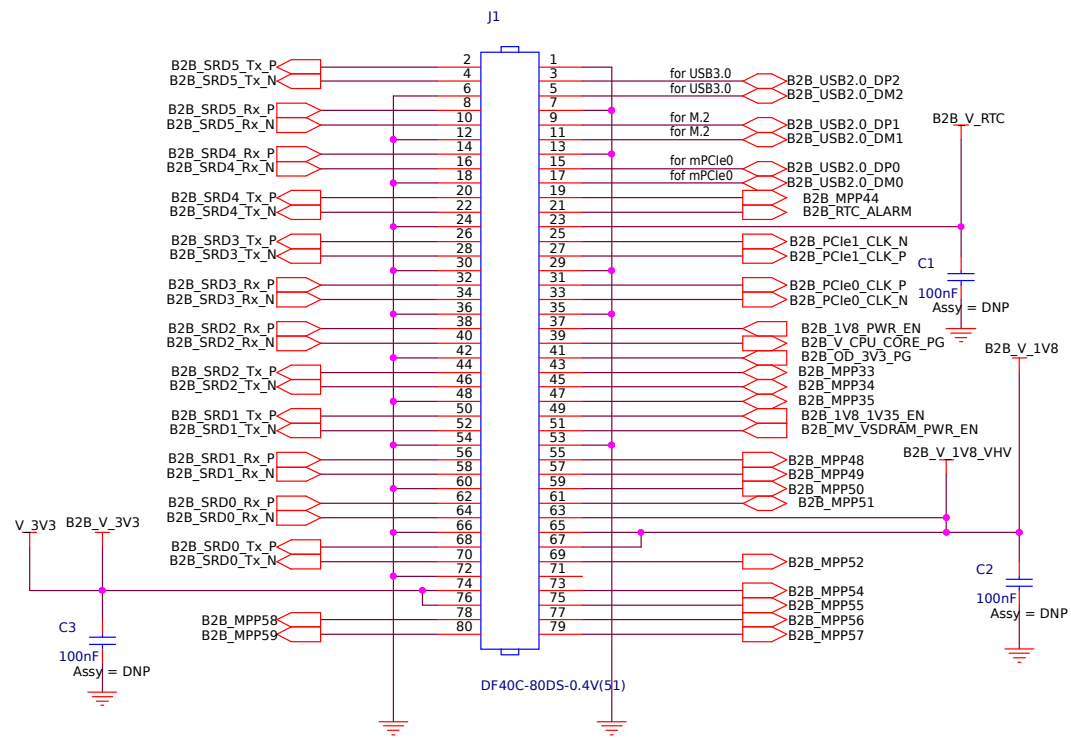 J1
B2B_SRD5_Tx_P 2 1
B2B_SRD5_Tx_N 4 3 for USB3.0 B2B_USB2.0_DP2
6 5 for USB3.0 B2B_USB2.0_DM2
B2B_SRD5_Rx_P 8 7
B2B_SRD5_Rx_N 10 9 for M.2 B2B_USB2.0_DP1
12 11 for M.2 B2B_USB2.0_DM1
B2B_SRD4_Rx_P 14 13
B2B_SRD4_Rx_N 16 15 for mPCIe0 B2B_USB2.0_DP0
18 17 for mPCIe0 B2B_USB2.0_DM0
B2B_SRD4_Tx_P 20 19 B2B_MPP44
B2B_SRD4_Tx_N 22 21 B2B_RTC_ALARM
24 23
B2B_SRD3_Tx_P 26 25 B2B_PCIe1_CLK_N
B2B_SRD3_Tx_N 28 27 B2B_PCIe1_CLK_P
30 29
B2B_SRD3_Rx_P 32 31 B2B_PCIe0_CLK_P
B2B_SRD3_Rx_N 34 33 B2B_PCIe0_CLK_N
36 35
B2B_SRD2_Rx_P 38 37 B2B_1V8_PWR_EN
B2B_SRD2_Rx_N 40 39 B2B_V_CPU_CORE_PG
42 41 B2B_OD_3V3_PG
B2B_SRD2_Tx_P 44 43 B2B_MPP33
B2B_SRD2_Tx_N 46 45 B2B_MPP34
48 47 B2B_MPP35
B2B_SRD1_Tx_P 50 49 B2B_1V8_1V35_EN
B2B_SRD1_Tx_N 52 51 B2B_MV_VSDRAM_PWR_EN
54 53
B2B_SRD1_Rx_P 56 55 B2B_MPP48
B2B_SRD1_Rx_N 58 57 B2B_MPP49
60 59 B2B_MPP50
B2B_SRD0_Rx_P 62 61 B2B_MPP51
B2B_SRD0_Rx_N 64 63
66 65
B2B_SRD0_Tx_P 68 67
B2B_SRD0_Tx_N 70 69 B2B_MPP52
72 71
74 73 B2B_MPP54
76 75 B2B_MPP55
B2B_MPP58 78 77 B2B_MPP56
B2B_MPP59 80 79 B2B_MPP57
DF40C-80DS-0.4V(51)
B2B_V_RTC
C1
100nF
Assy = DNP
B2B_V_1V8
B2B_V_1V8_VHV
C2
100nF
Assy = DNP
V_3V3 B2B_V_3V3
C3
100nF
Assy = DNP